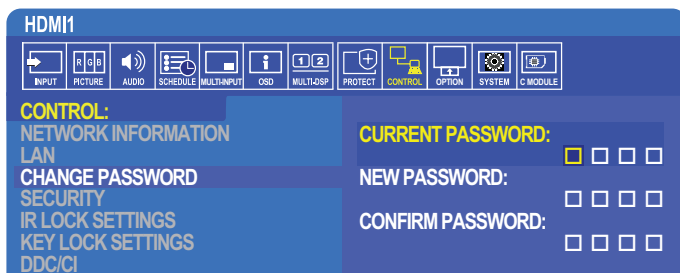 HDMI1
R G B
1 2
INPUT PICTURE AUDIO SCHEDULE MULTI-INPUT OSD MULTI-DSP PROTECT CONTROL OPTION SYSTEM C MODULE
CONTROL:
NETWORK INFORMATION
LAN
CHANGE PASSWORD
SECURITY
IR LOCK SETTINGS
KEY LOCK SETTINGS
DDC/CI
CURRENT PASSWORD:
NEW PASSWORD:
CONFIRM PASSWORD: